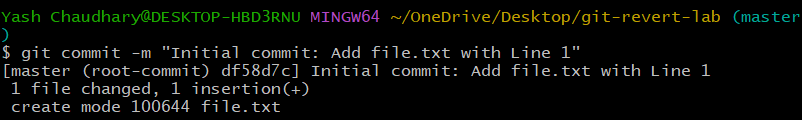 Yash Chaudhary@DESKTOP-HBD3RNU MINGW64 ~/OneDrive/Desktop/git-revert-lab (master
)
$ git commit -m "Initial commit: Add file.txt with Line 1"
[master (root-commit) df58d7c] Initial commit: Add file.txt with Line 1
 1 file changed, 1 insertion(+)
 create mode 100644 file.txt